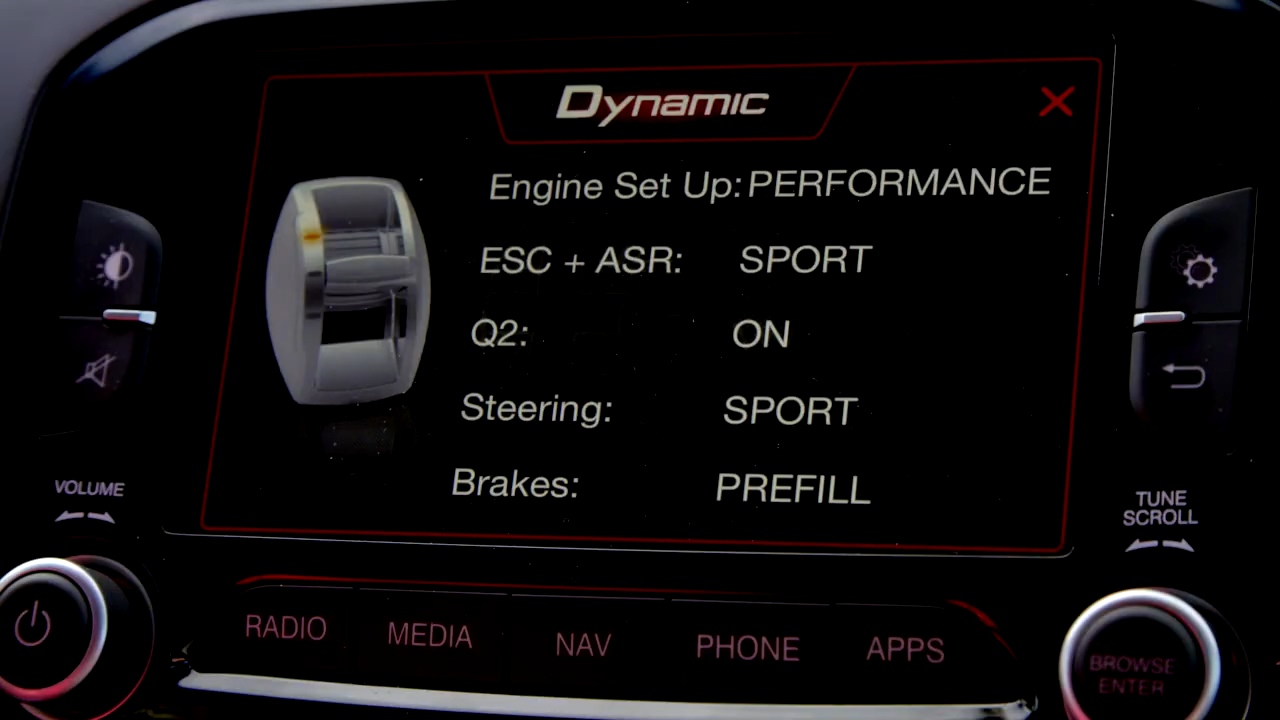 Dynamic
Engine Set Up: PERFORMANCE
ESC + ASR: SPORT
Q2: ON
Steering: SPORT
Brakes: PREFILL
VOLUME
TUNE
SCROLL
RADIO MEDIA NAV PHONE APPS
BROWSE
ENTER